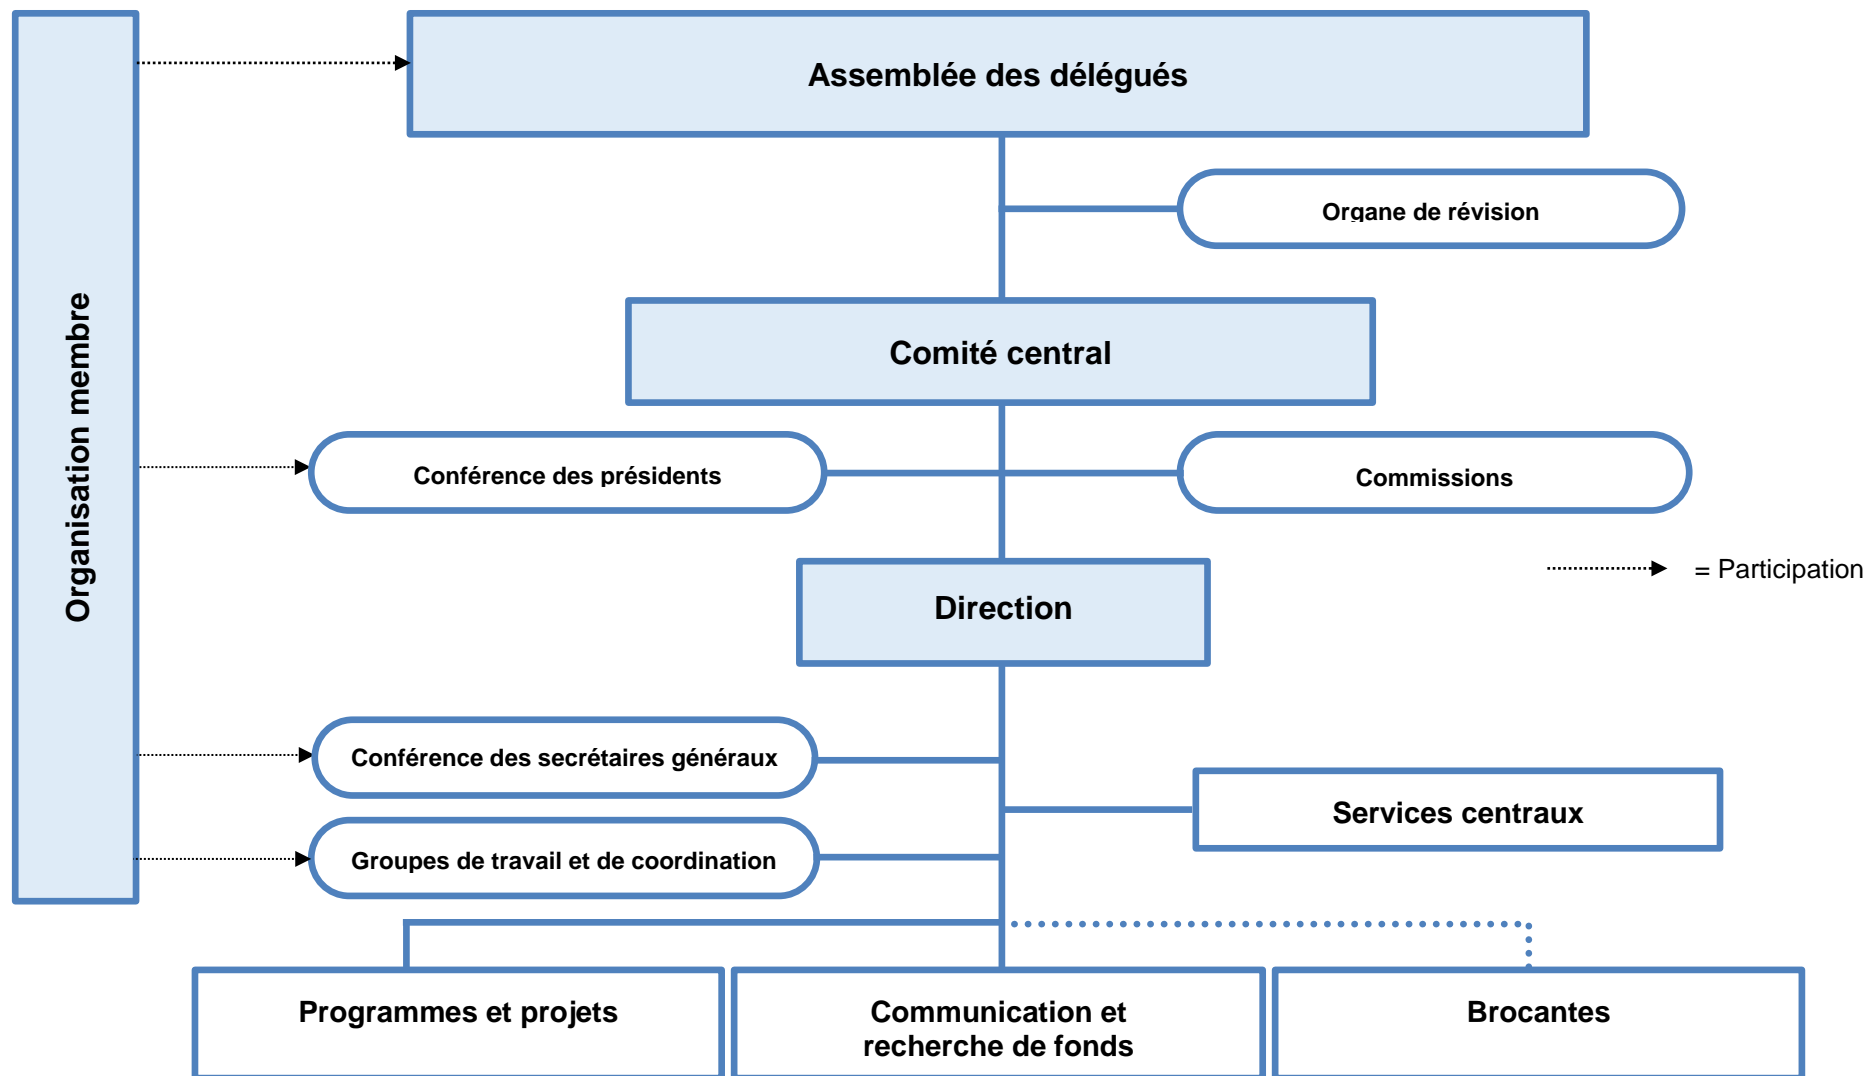 Assemblée des délégués
Organe de révision
Organisation membre
Comité central
Conférence des présidents
Commissions
= Participation
Direction
Conférence des secrétaires généraux
Services centraux
Groupes de travail et de coordination
Programmes et projets
Communication et
recherche de fonds
Brocantes